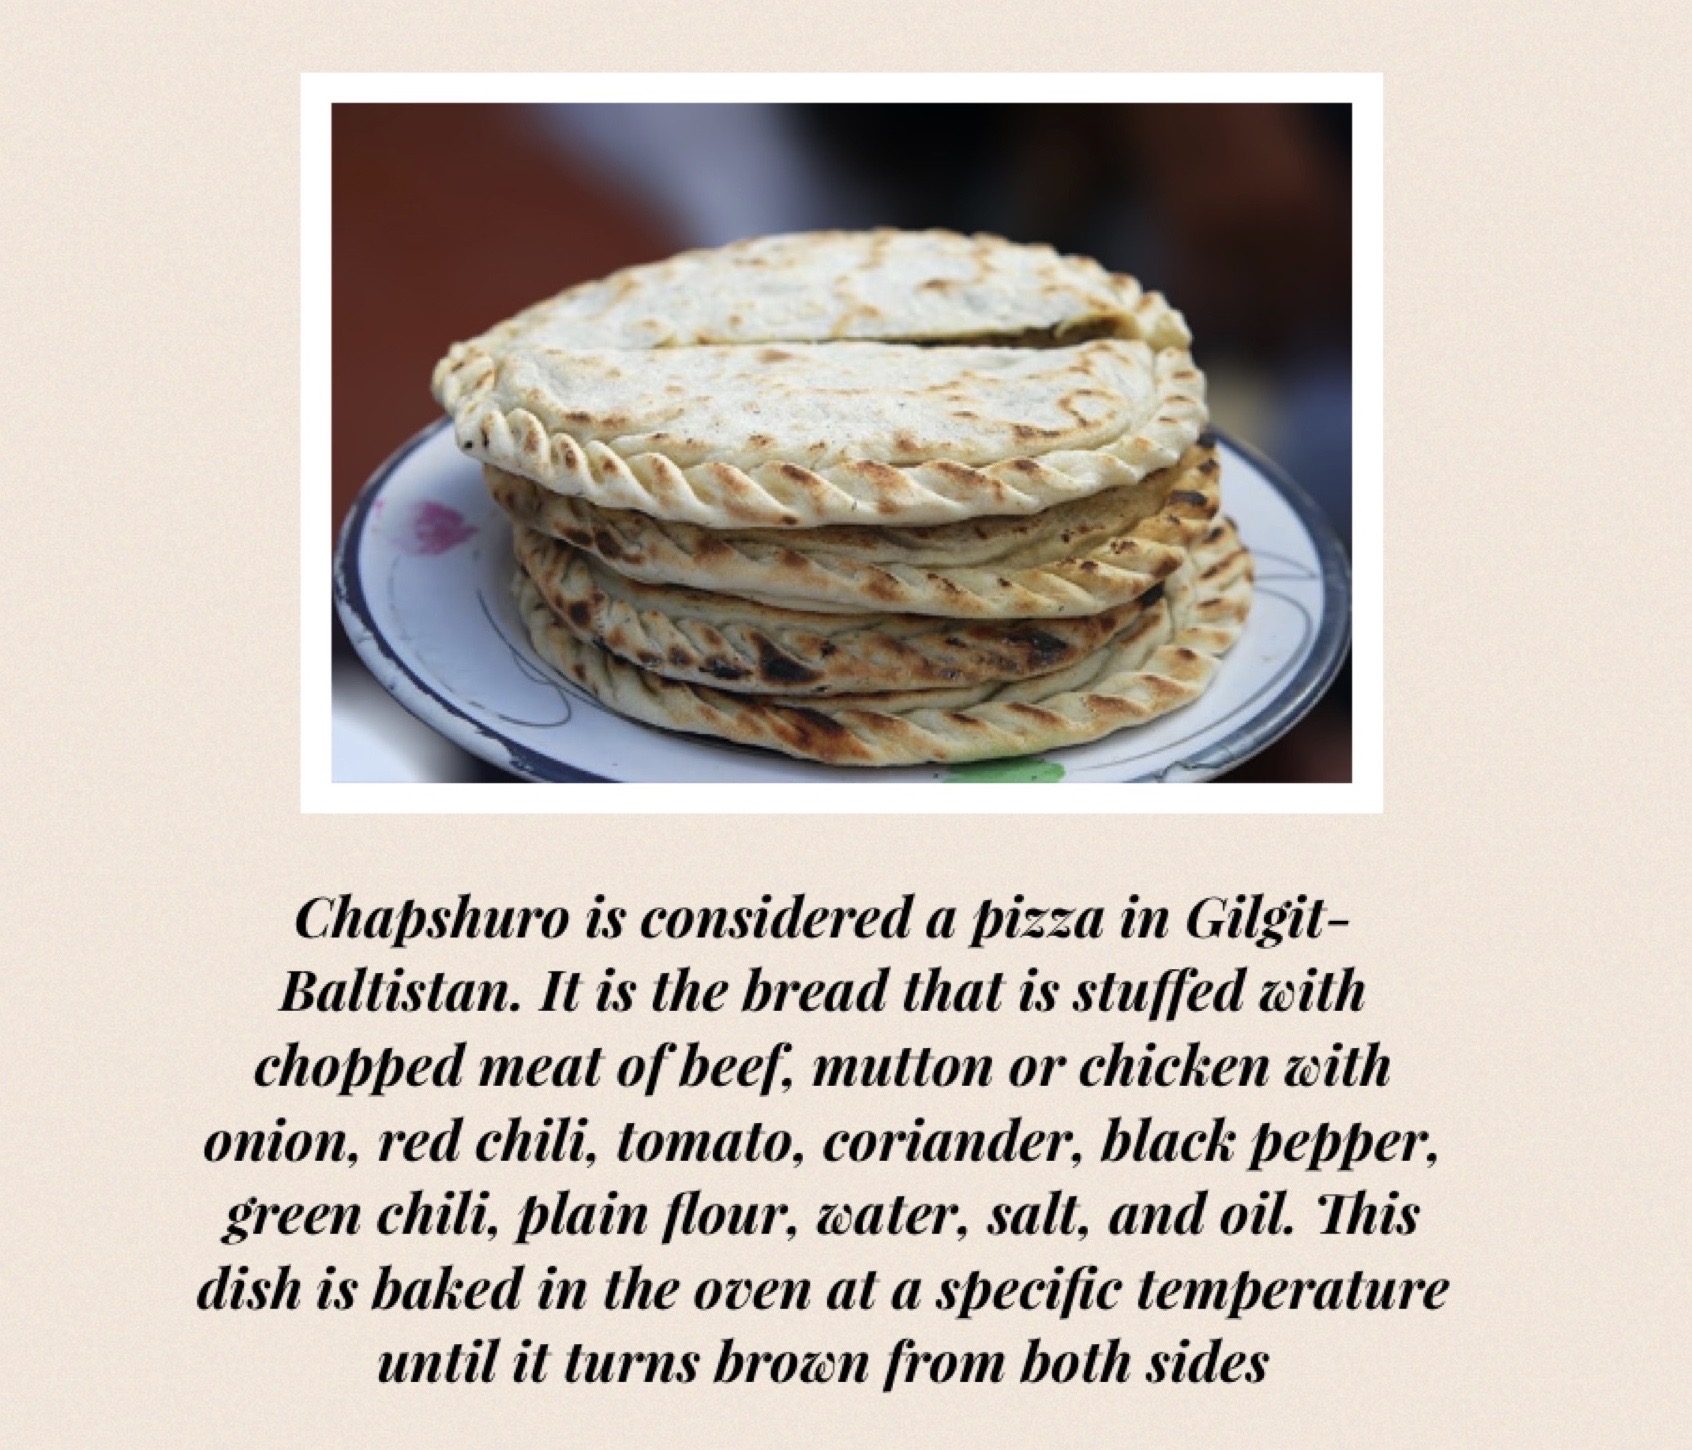 Chapshuro is considered a pizza in Gilgit-
Baltistan. It is the bread that is stuffed with
chopped meat of beef, mutton or chicken with
onion, red chili, tomato, coriander, black pepper,
green chili, plain flour, water, salt, and oil. This
dish is baked in the oven at a specific temperature
until it turns brown from both sides